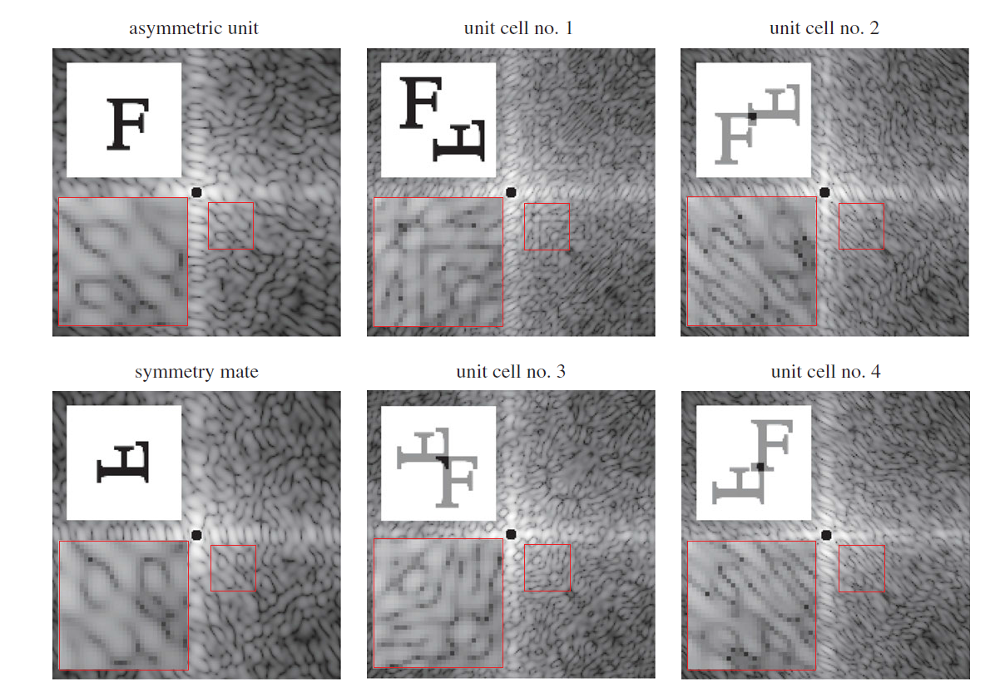 asymmetric unit
unit cell no. 1
unit cell no. 2
F
F
F
F
F
F
symmetry mate
unit cell no. 3
unit cell no. 4
F
F
F
F
F